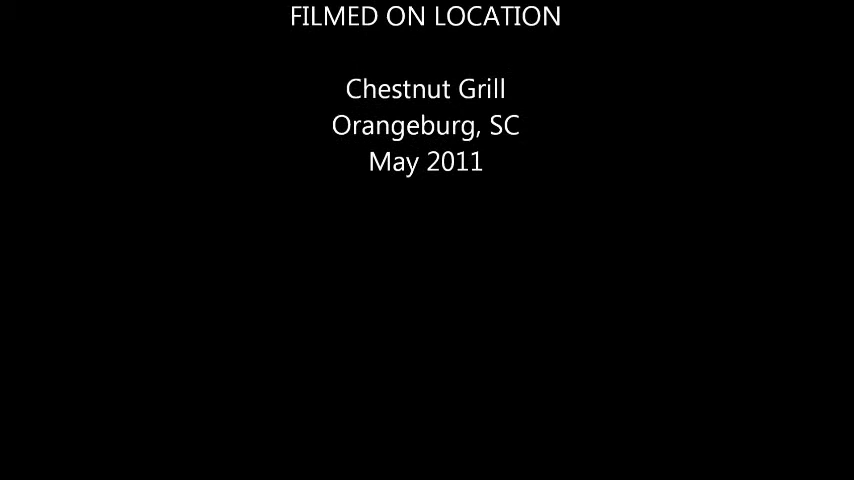 FILMED ON LOCATION
Chestnut Grill
Orangeburg, SC
May 2011